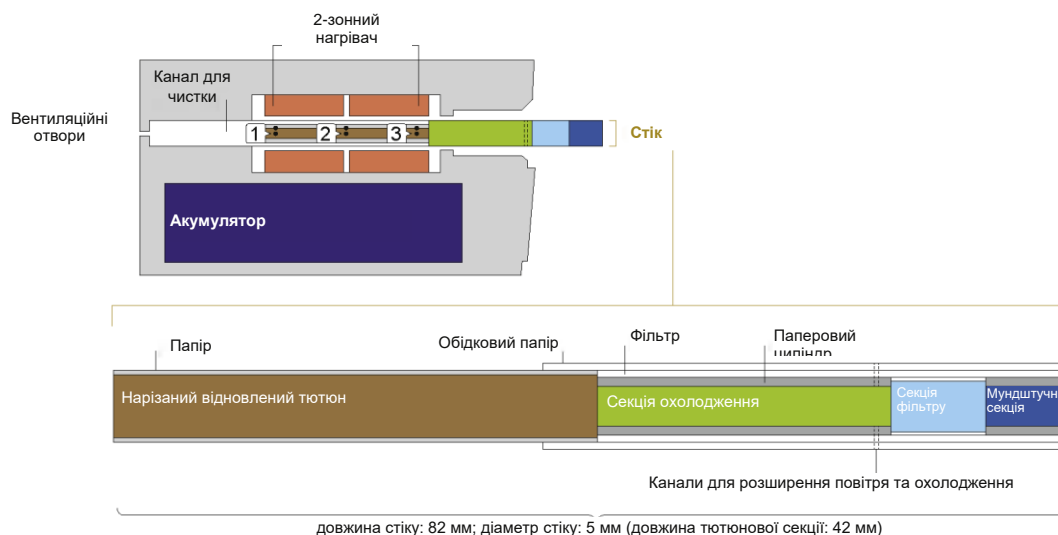 2-зонний
нагрівач
Канал для
чистки
Вентиляційні
отвори
1 2 3
Стік
Акумулятор
Папір
Обідковий папір
Фільтр
Паперовий
циліндр
Нарізаний відновлений тютюн
Секція охолодження
Секція
фільтру
Мундштучн
секція
Канали для розширення повітря та охолодження
довжина стіку: 82 мм; діаметр стіку: 5 мм (довжина тютюнової секції: 42 мм)